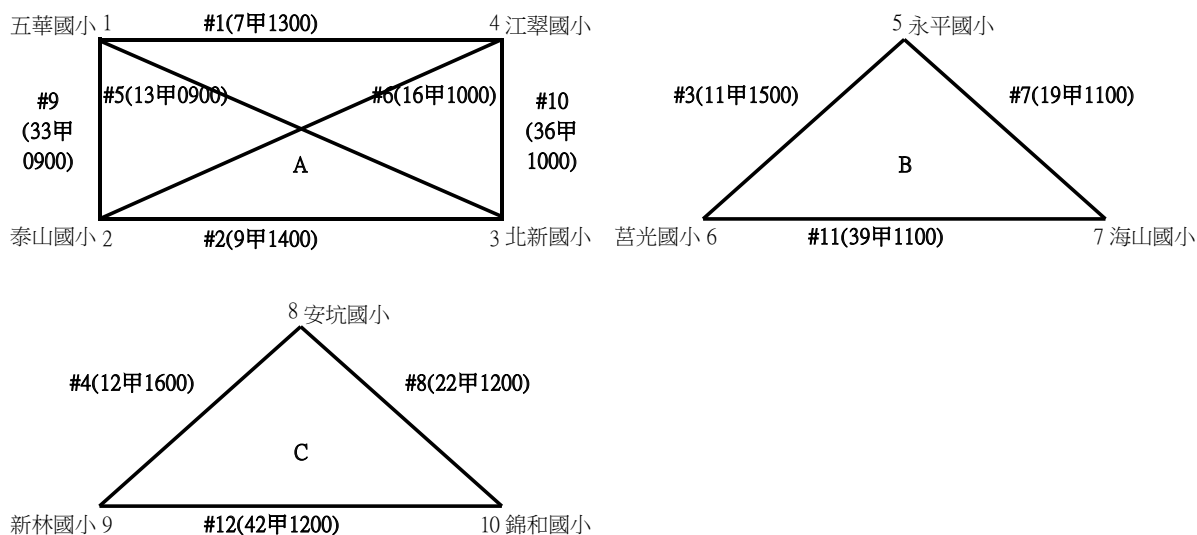 五華國小 1
#1(7甲1300)
4 江翠國小
#9
(33甲
0900)
#5(13甲0900)
#6(16甲1000)
#10
(36甲
1000)
A
泰山國小 2
#2(9甲1400)
3 北新國小
5 永平國小
#3(11甲1500)
#7(19甲1100)
B
莒光國小 6
#11(39甲1100)
7 海山國小
8 安坑國小
#4(12甲1600)
#8(22甲1200)
C
新林國小 9
#12(42甲1200)
10 錦和國小